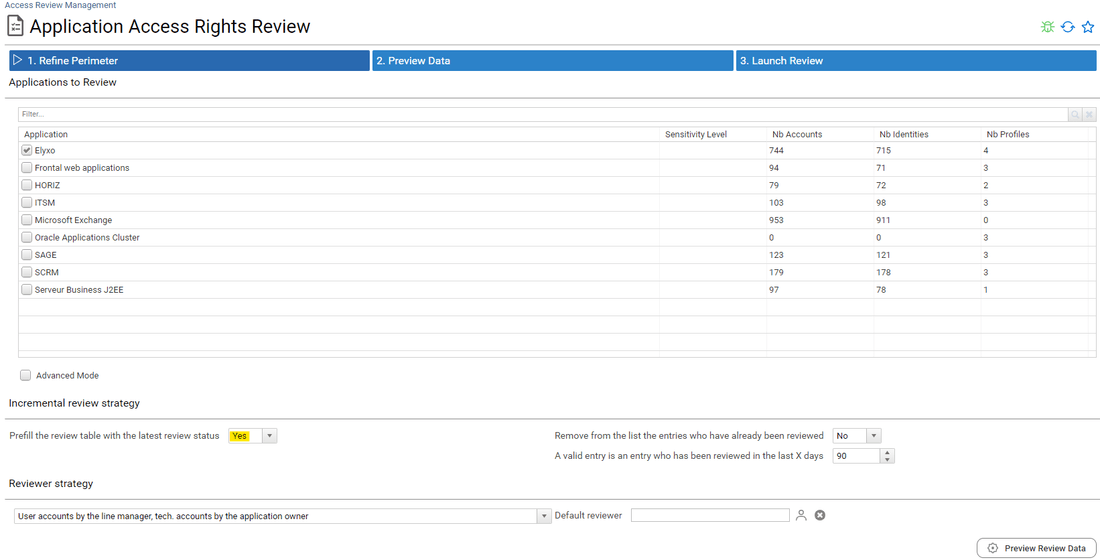 Access Review Management
Application Access Rights Review
1. Refine Perimeter 2. Preview Data 3. Launch Review
Applications to Review
Filter...
Application Sensitivity Level Nb Accounts Nb Identities Nb Profiles
Elyxo 744 715 4
Frontal web applications 94 71 3
HORIZ 79 72 2
ITSM 103 98 3
Microsoft Exchange 953 911 0
Oracle Applications Cluster 0 0 3
SAGE 123 121 3
SCRM 179 178 3
Serveur Business J2EE 97 78 1
Advanced Mode
Incremental review strategy
Prefill the review table with the latest review status Yes Remove from the list the entries who have already been reviewed No
A valid entry is an entry who has been reviewed in the last X days 90
Reviewer strategy
User accounts by the line manager, tech. accounts by the application owner Default reviewer
Preview Review Data